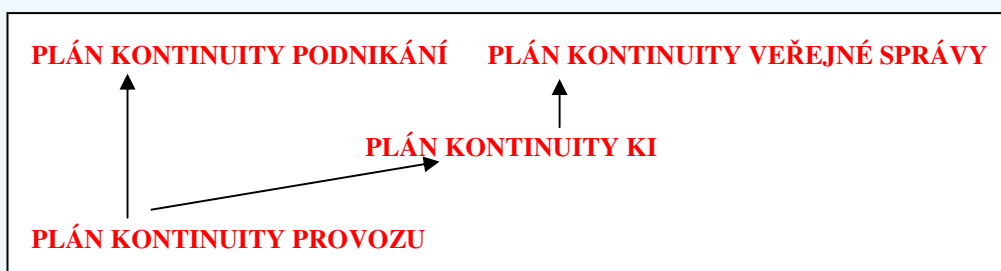 PLÁN KONTINUITY PODNIKÁNÍ PLÁN KONTINUITY VEŘEJNÉ SPRÁVY
PLÁN KONTINUITY KI
PLÁN KONTINUITY PROVOZU